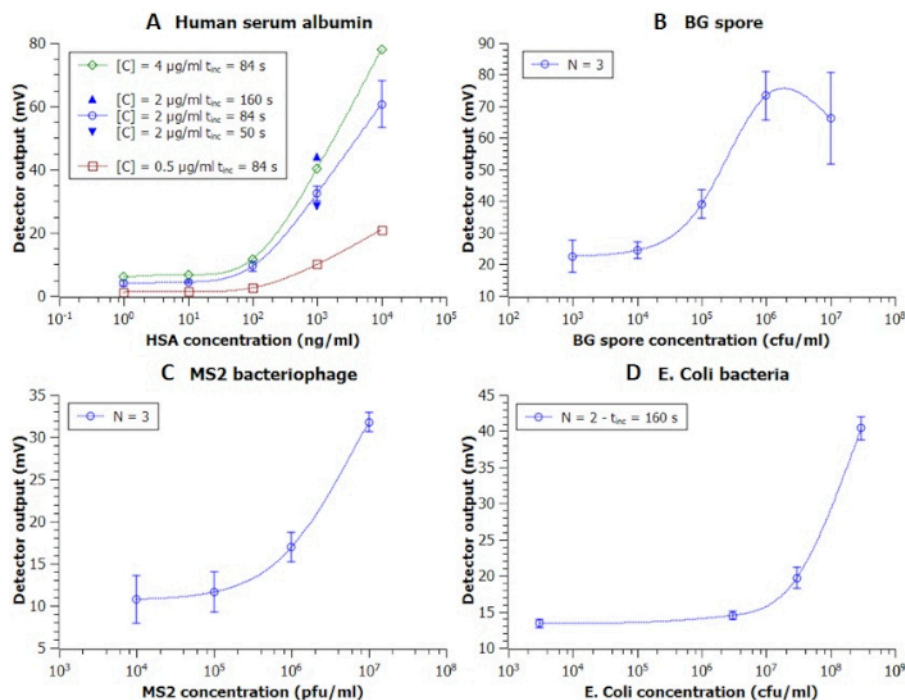 A Human serum albumin
[C] = 4 µg/ml t_inc = 84 s
[C] = 2 µg/ml t_inc = 160 s
[C] = 2 µg/ml t_inc = 84 s
[C] = 2 µg/ml t_inc = 50 s
[C] = 0.5 µg/ml t_inc = 84 s
Detector output (mV)
80
60
40
20
0
10^-1 10^0 10^1 10^2 10^3 10^4 10^5
HSA concentration (ng/ml)
B BG spore
N = 3
Detector output (mV)
90
80
70
60
50
40
30
20
10
10^2 10^3 10^4 10^5 10^6 10^7 10^8
BG spore concentration (cfu/ml)
C MS2 bacteriophage
N = 3
Detector output (mV)
35
30
25
20
15
10
5
10^3 10^4 10^5 10^6 10^7 10^8
MS2 concentration (pfu/ml)
D E. Coli bacteria
N = 2 - t_inc = 160 s
Detector output (mV)
45
40
35
30
25
20
15
10
10^3 10^4 10^5 10^6 10^7 10^8 10^9
E. Coli concentration (cfu/ml)